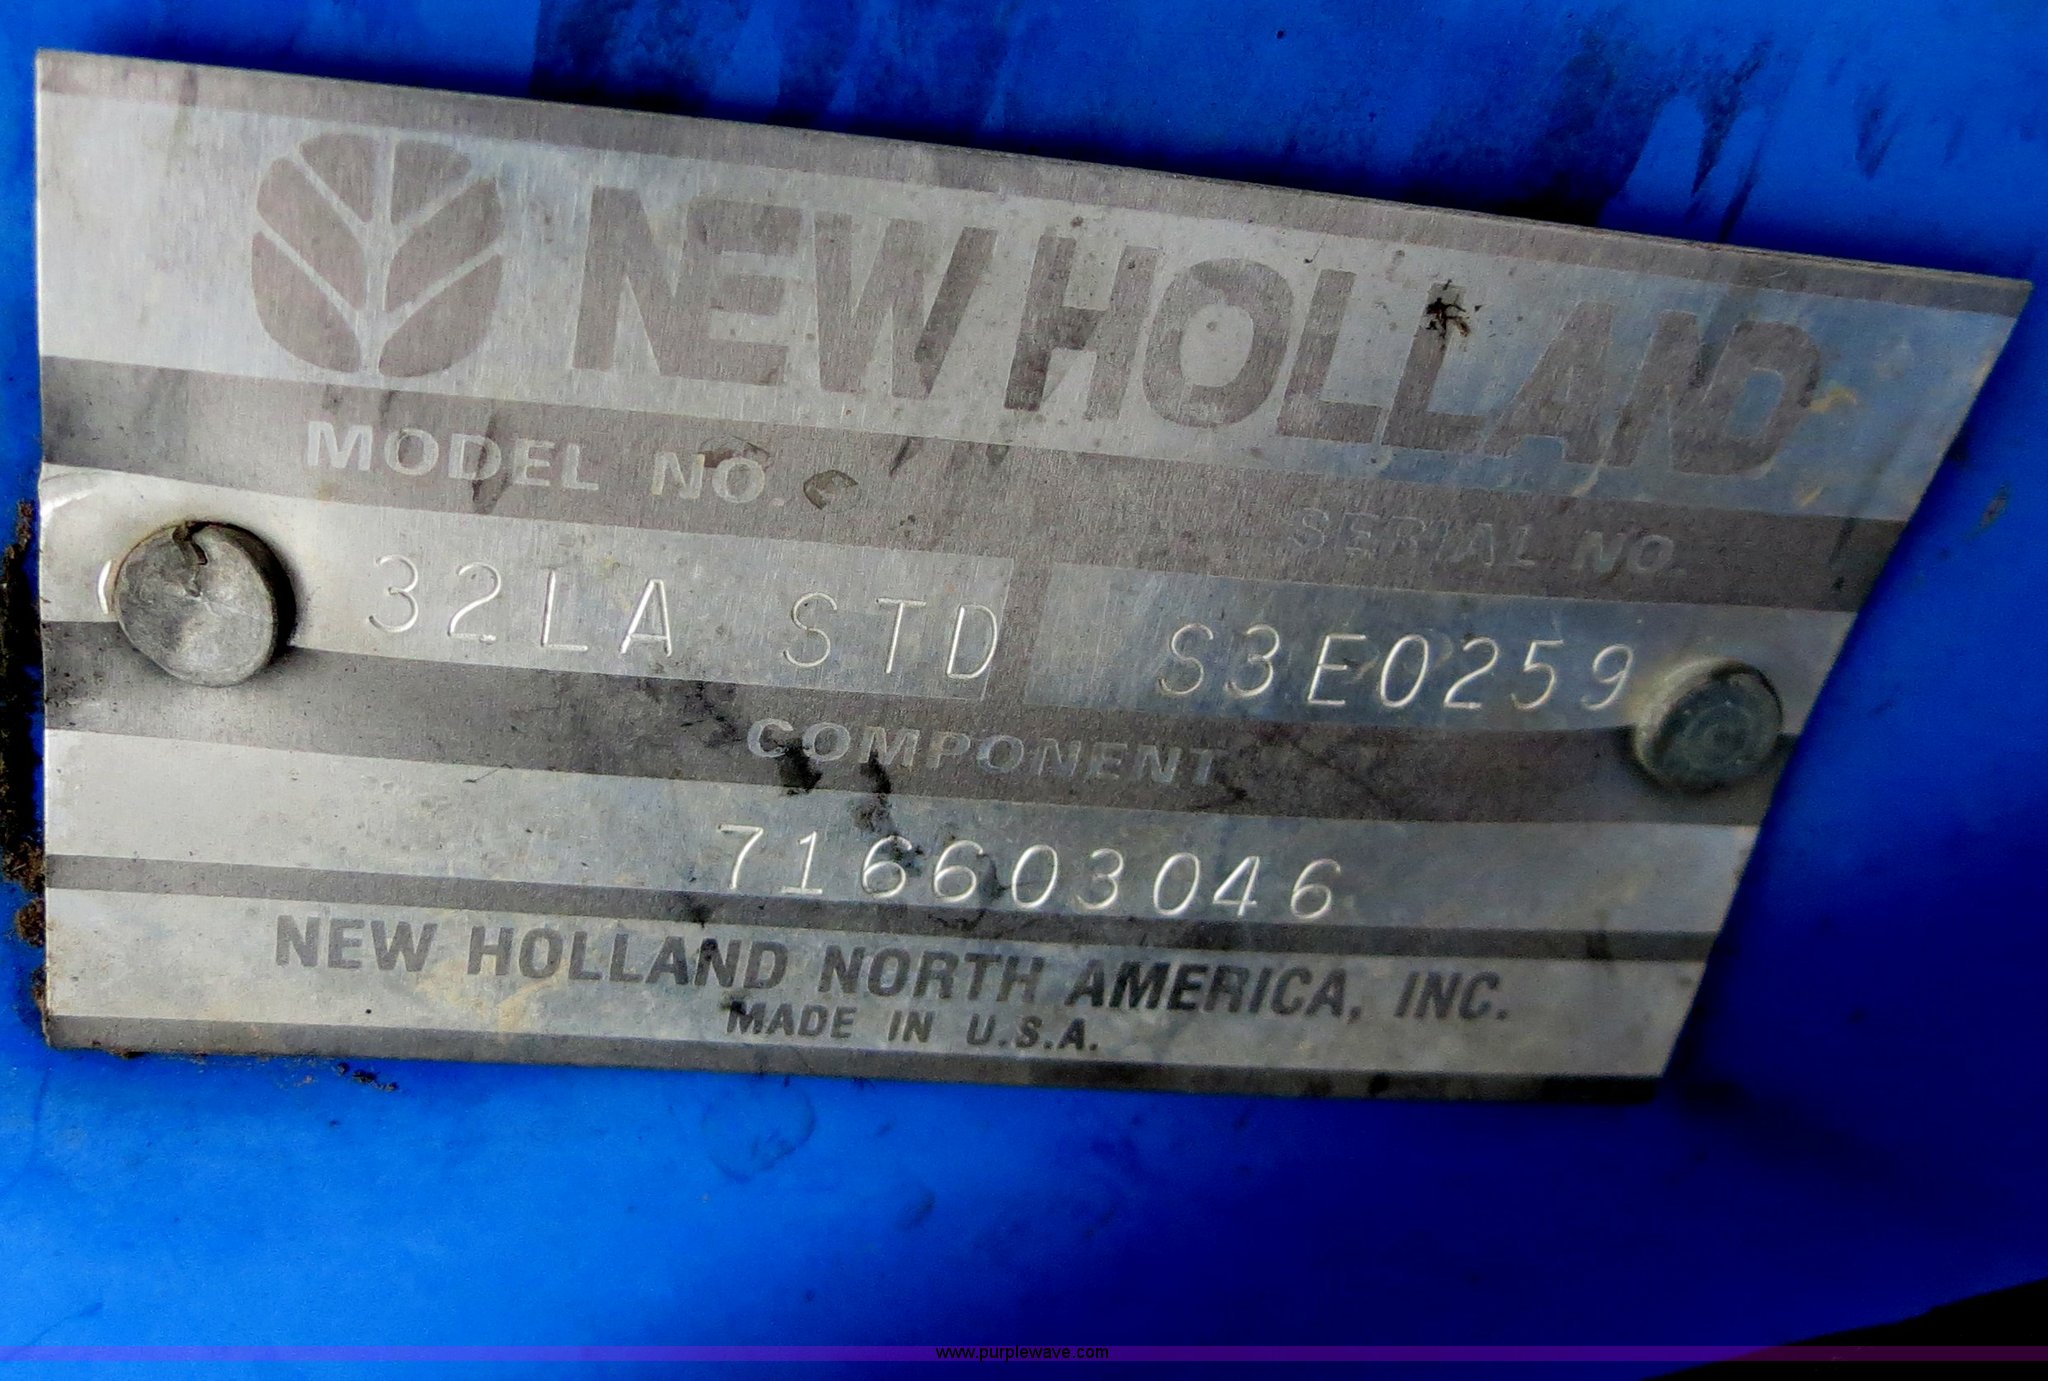 NEW HOLLAND
MODEL NO.
SERIAL NO.
32LA STD
S3E0259
COMPONENT
716603046
NEW HOLLAND NORTH AMERICA, INC.
MADE IN U.S.A.
www.purplewave.com